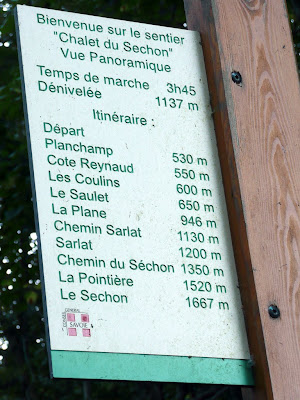 Bienvenue sur le sentier
"Chalet du Sechon"
Vue Panoramique
Temps de marche 3h45
Dénivelée 1137 m
Itinéraire :
Départ
Planchamp 530 m
Cote Reynaud 550 m
Les Coulins 600 m
Le Saulet 650 m
La Plane 946 m
Chemin Sarlat 1130 m
Sarlat 1200 m
Chemin du Séchon 1350 m
La Pointière 1520 m
Le Sechon 1667 m
SAVOIE